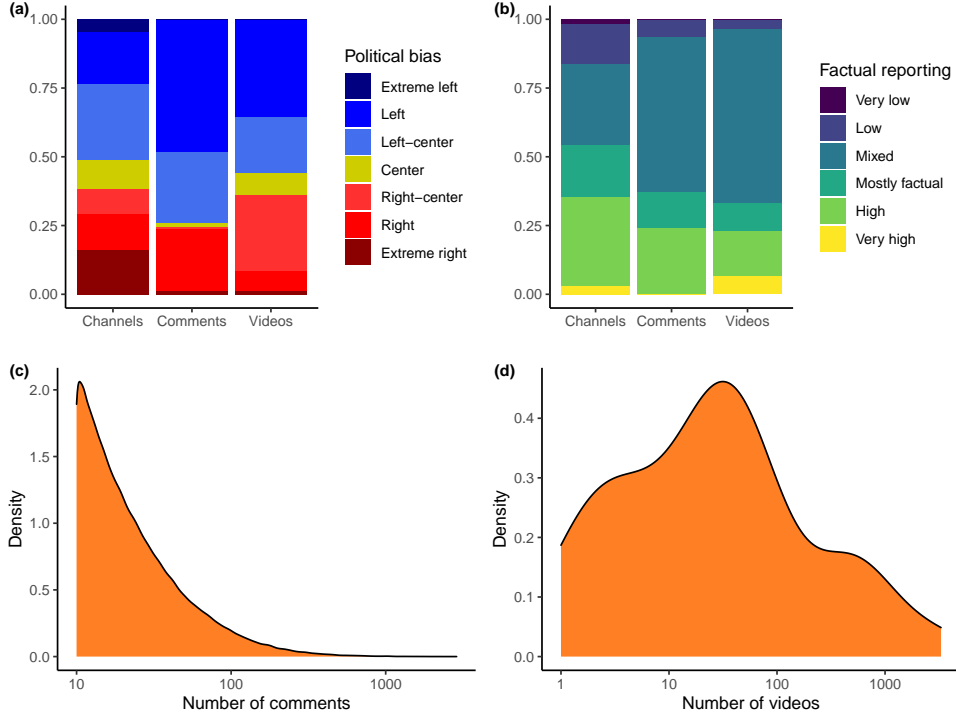 (a)
1.00
0.75
0.50
0.25
0.00
Channels Comments Videos
Political bias
Extreme left
Left
Left−center
Center
Right−center
Right
Extreme right
(b)
1.00
0.75
0.50
0.25
0.00
Channels Comments Videos
Factual reporting
Very low
Low
Mixed
Mostly factual
High
Very high
(c)
2.0
1.5
1.0
0.5
0.0
Density
10 100 1000
Number of comments
(d)
0.4
0.3
0.2
0.1
0.0
Density
1 10 100 1000
Number of videos